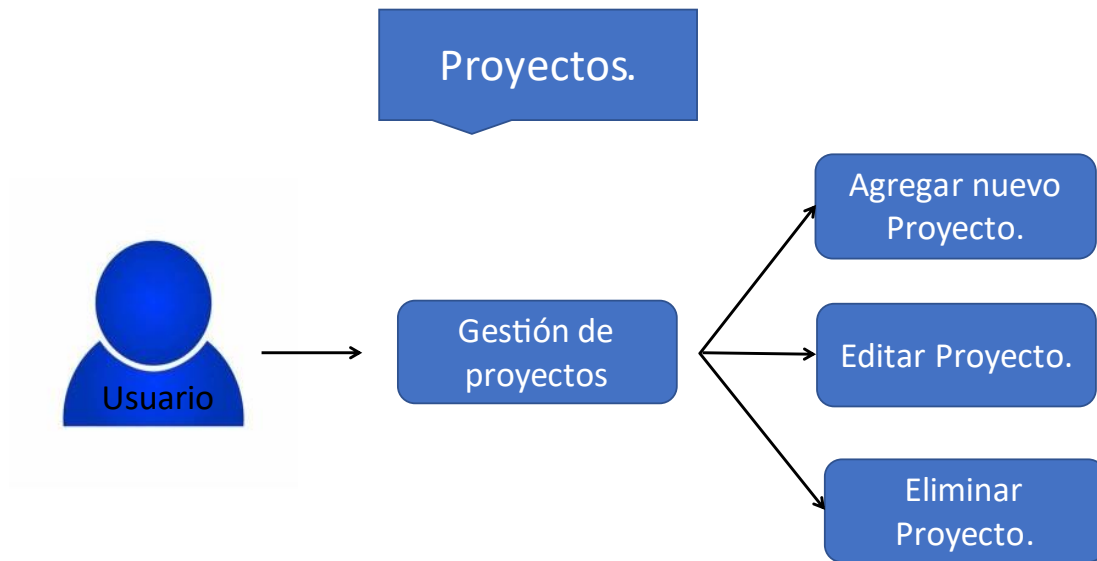 Proyectos.
Agregar nuevo
Proyecto.
Usuario
Gestión de
proyectos
Editar Proyecto.
Eliminar
Proyecto.